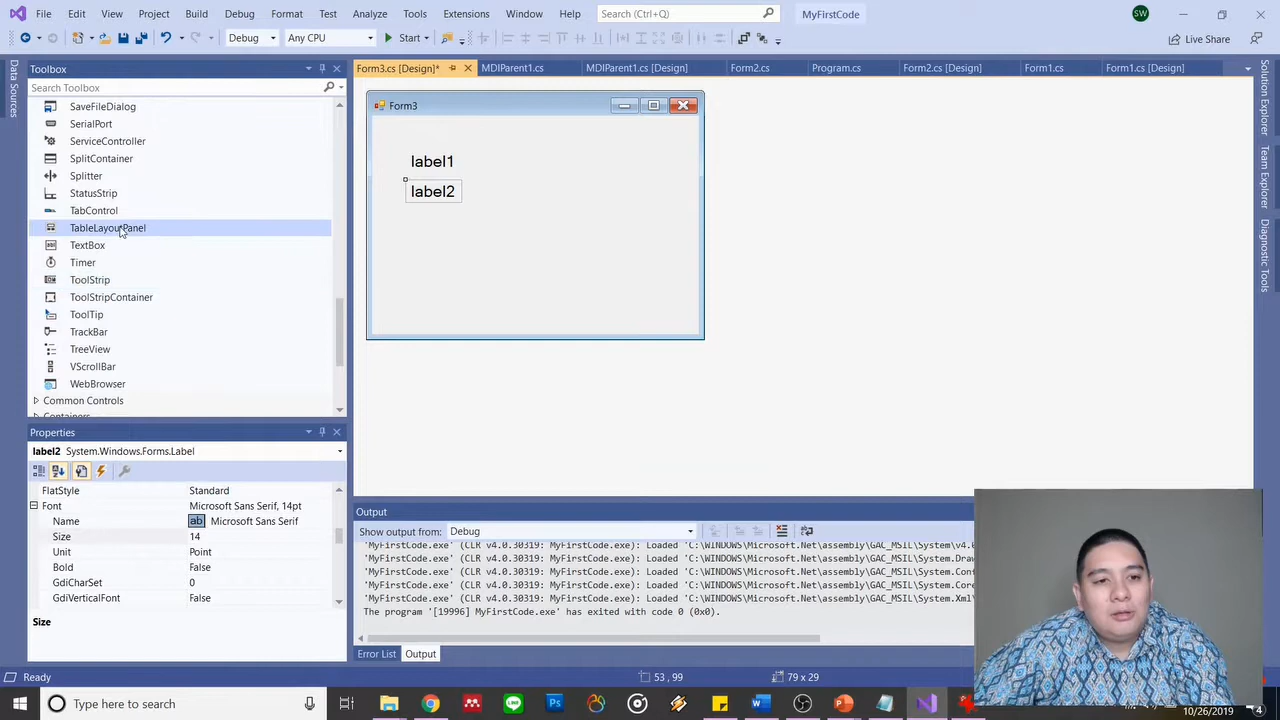 File Edit View Project Build Debug Format Test Analyze Tools Extensions Window Help Search (Ctrl+Q) MyFirstCode SW
Debug Any CPU Start Live Share
Data Sources
Toolbox
Search Toolbox
SaveFileDialog
SerialPort
ServiceController
SplitContainer
Splitter
StatusStrip
TabControl
TableLayoutPanel
TextBox
Timer
ToolStrip
ToolStripContainer
ToolTip
TrackBar
TreeView
VScrollBar
WebBrowser
Common Controls
Containers
Properties
label2 System.Windows.Forms.Label
FlatStyle Standard
Font Microsoft Sans Serif, 14pt
Name ab Microsoft Sans Serif
Size 14
Unit Point
Bold False
GdiCharSet 0
GdiVerticalFont False
Size
Form3.cs [Design]* MDIParent1.cs MDIParent1.cs [Design] Form2.cs Program.cs Form2.cs [Design] Form1.cs Form1.cs [Design]
Form3
label1
label2
Output
Show output from: Debug
'MyFirstCode.exe' (CLR v4.0.30319: MyFirstCode.exe): Loaded 'C:\WINDOWS\Microsoft.Net\assembly\GAC_MSIL\System\v4.0
'MyFirstCode.exe' (CLR v4.0.30319: MyFirstCode.exe): Loaded 'C:\WINDOWS\Microsoft.Net\assembly\GAC_MSIL\System.Draw
'MyFirstCode.exe' (CLR v4.0.30319: MyFirstCode.exe): Loaded 'C:\WINDOWS\Microsoft.Net\assembly\GAC_MSIL\System.Conf
'MyFirstCode.exe' (CLR v4.0.30319: MyFirstCode.exe): Loaded 'C:\WINDOWS\Microsoft.Net\assembly\GAC_MSIL\System.Core
'MyFirstCode.exe' (CLR v4.0.30319: MyFirstCode.exe): Loaded 'C:\WINDOWS\Microsoft.Net\assembly\GAC_MSIL\System.Xml\
The program '[19996] MyFirstCode.exe' has exited with code 0 (0x0).
Error List Output
Solution Explorer
Team Explorer
Diagnostic Tools
Ready 53, 99 79 x 29
Type here to search
10/26/2019 4